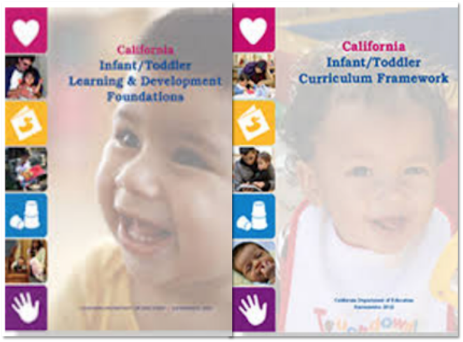 California
Infant/Toddler
Learning & Development
Foundations
California
Infant/Toddler
Curriculum Framework
California Department of Education
Sacramento, 2012